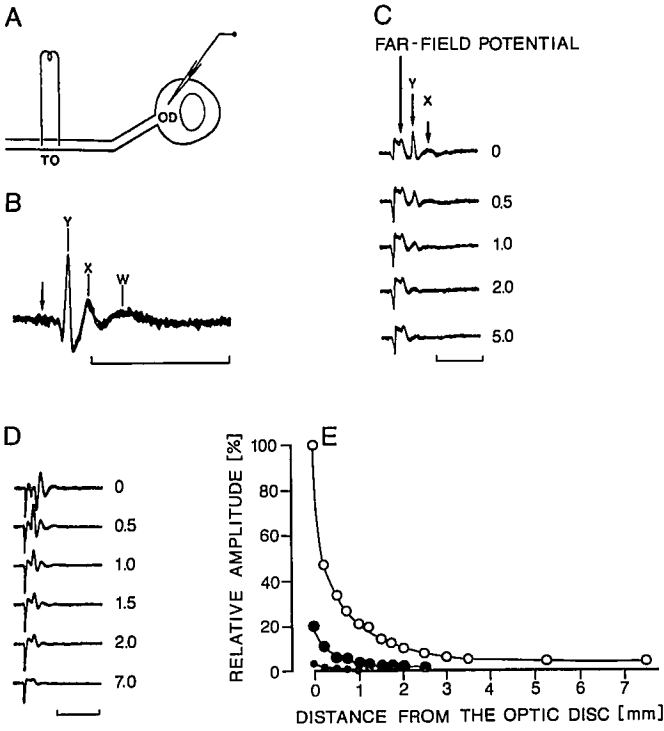 A
OD
TO
B
Y
X
W
C
FAR-FIELD POTENTIAL
Y
X
0
0.5
1.0
2.0
5.0
D
0
0.5
1.0
1.5
2.0
7.0
E
RELATIVE AMPLITUDE [%]
100
80
60
40
20
0
0 1 2 3 4 5 6 7
DISTANCE FROM THE OPTIC DISC [mm]